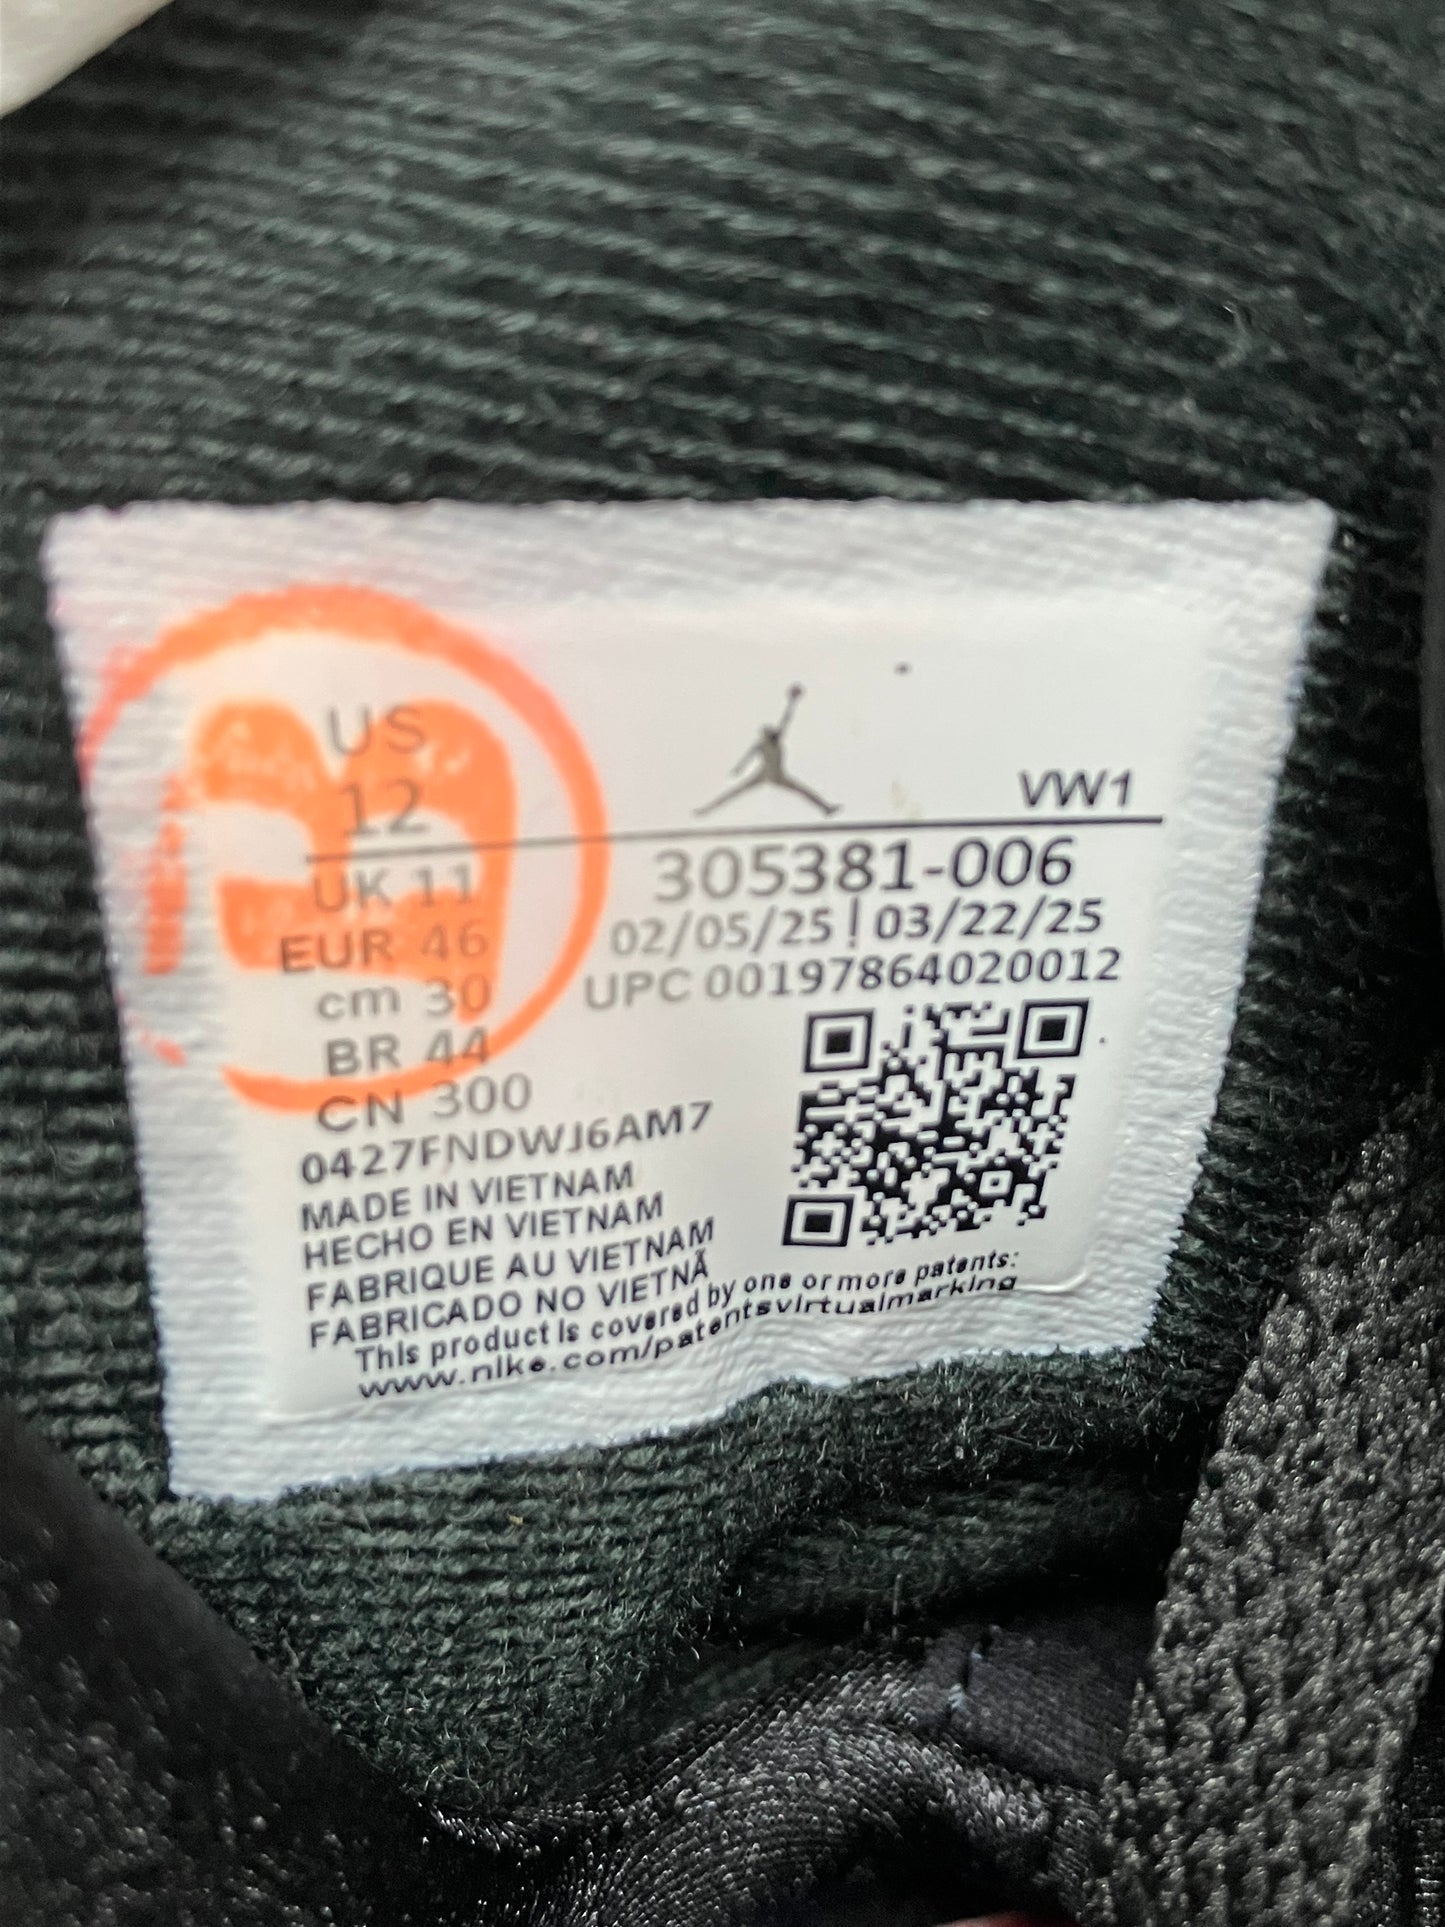 US
12
VW1
UK 11
305381-006
EUR 46
02/05/25 | 03/22/25
cm 30
UPC 00197864020012
BR 44
CN 300
0427FNDWJ6AM7
MADE IN VIETNAM
HECHO EN VIETNAM
FABRIQUE AU VIETNAM
FABRICADO NO VIETNÃ
This product is covered by one or more patents:
www.nike.com/patentsvirtualmarking